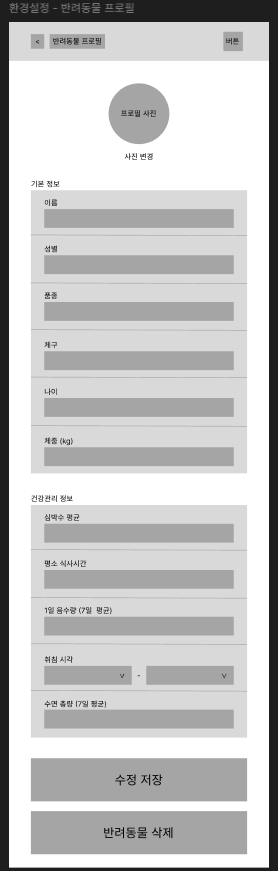 환경설정 - 반려동물 프로필
< 반려동물 프로필 버튼
프로필 사진
사진 변경
기본 정보
이름
성별
품종
체구
나이
체중 (kg)
건강관리 정보
심박수 평균
평소 식사시간
1일 음수량 (7일 평균)
취침 시각
v - v
수면 총량 (7일 평균)
수정 저장
반려동물 삭제